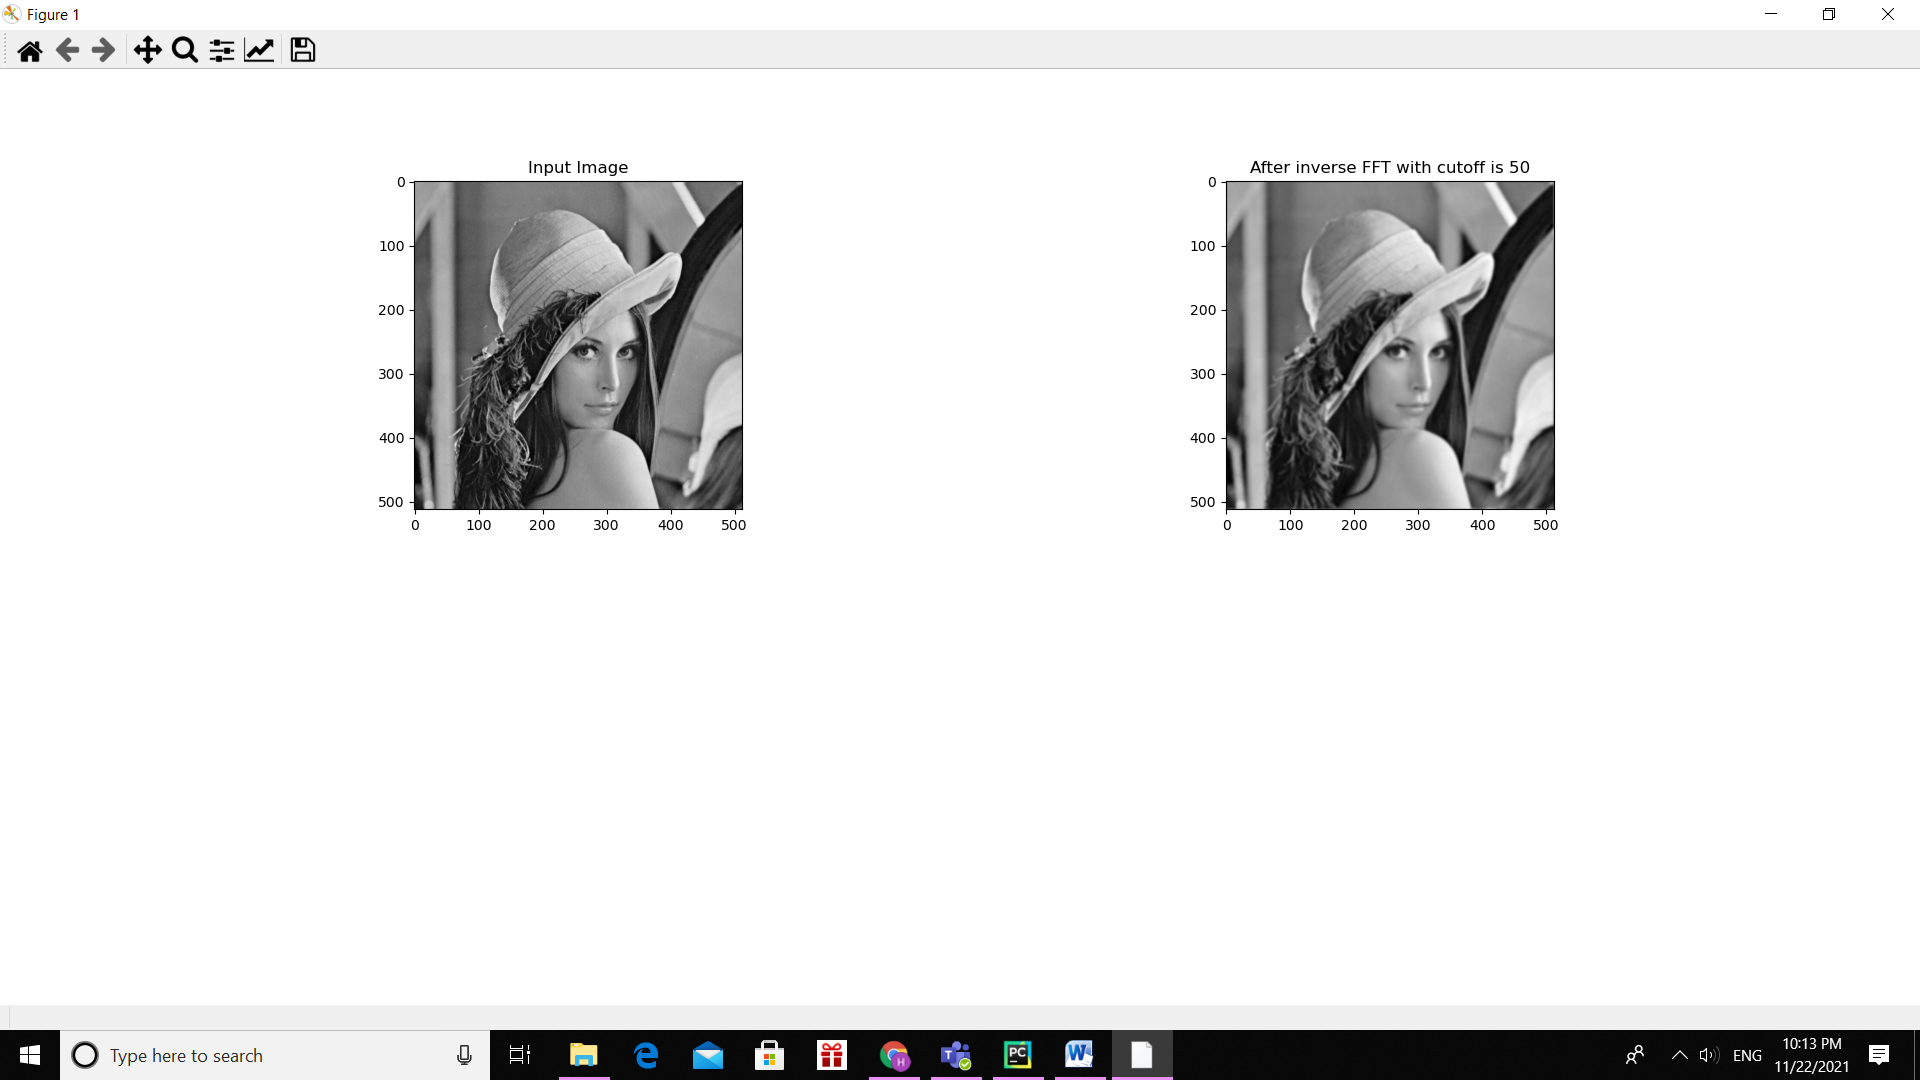 Figure 1
Input Image
0
100
200
300
400
500
0 100 200 300 400 500
After inverse FFT with cutoff is 50
0
100
200
300
400
500
0 100 200 300 400 500
Type here to search
H
T
PC
W
ENG
10:13 PM
11/22/2021